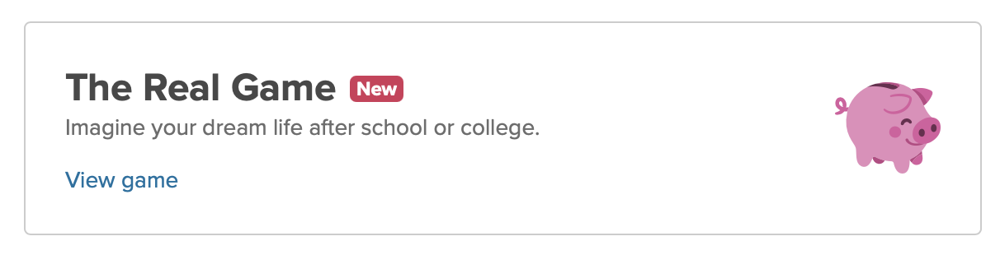 The Real Game New
Imagine your dream life after school or college.
View game